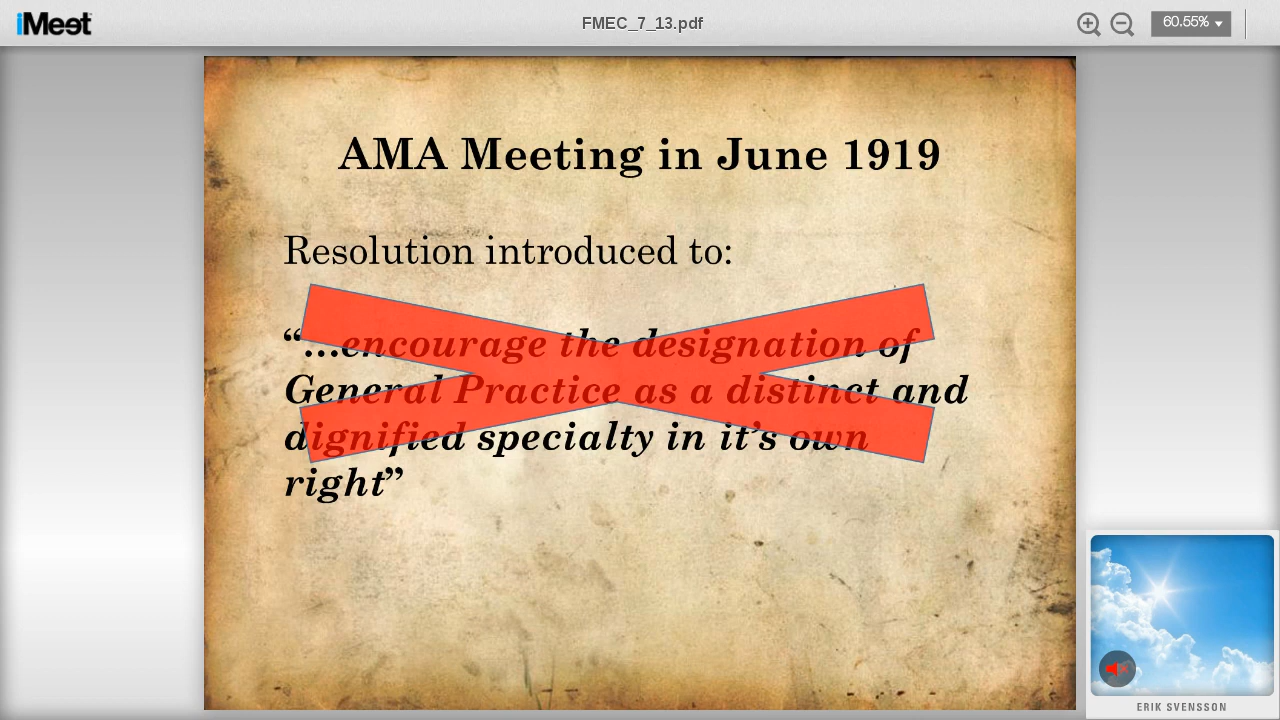 iMeet
FMEC_7_13.pdf
60.55%
AMA Meeting in June 1919
Resolution introduced to:
“…encourage the designation of
General Practice as a distinct and
dignified specialty in it’s own
right”
ERIK SVENSSON